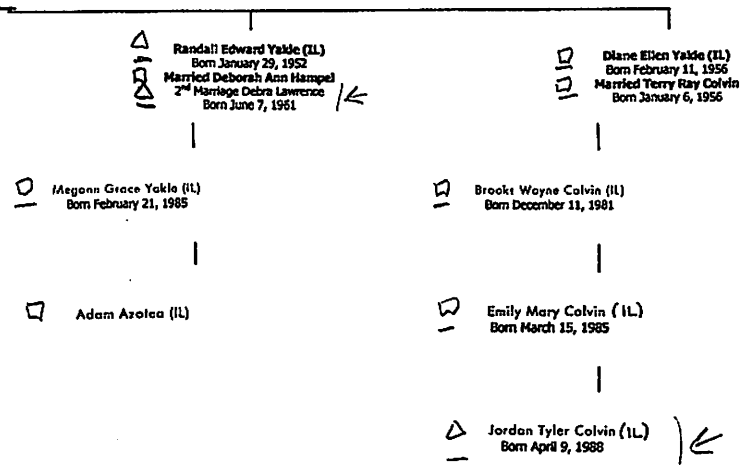 Randall Edward Yakle (IL)
Born January 29, 1952
Married Deborah Ann Hampel
2nd Marriage Debra Lawrence
Born June 7, 1961
Diane Ellen Yakle (IL)
Born February 11, 1956
Married Terry Ray Colvin
Born January 6, 1956
Megann Grace Yakle (IL)
Born February 21, 1985
Adam Azolea (IL)
Brooks Wayne Colvin (IL)
Born December 11, 1981
Emily Mary Colvin (IL)
Born March 15, 1985
Jordan Tyler Colvin (IL)
Born April 9, 1988